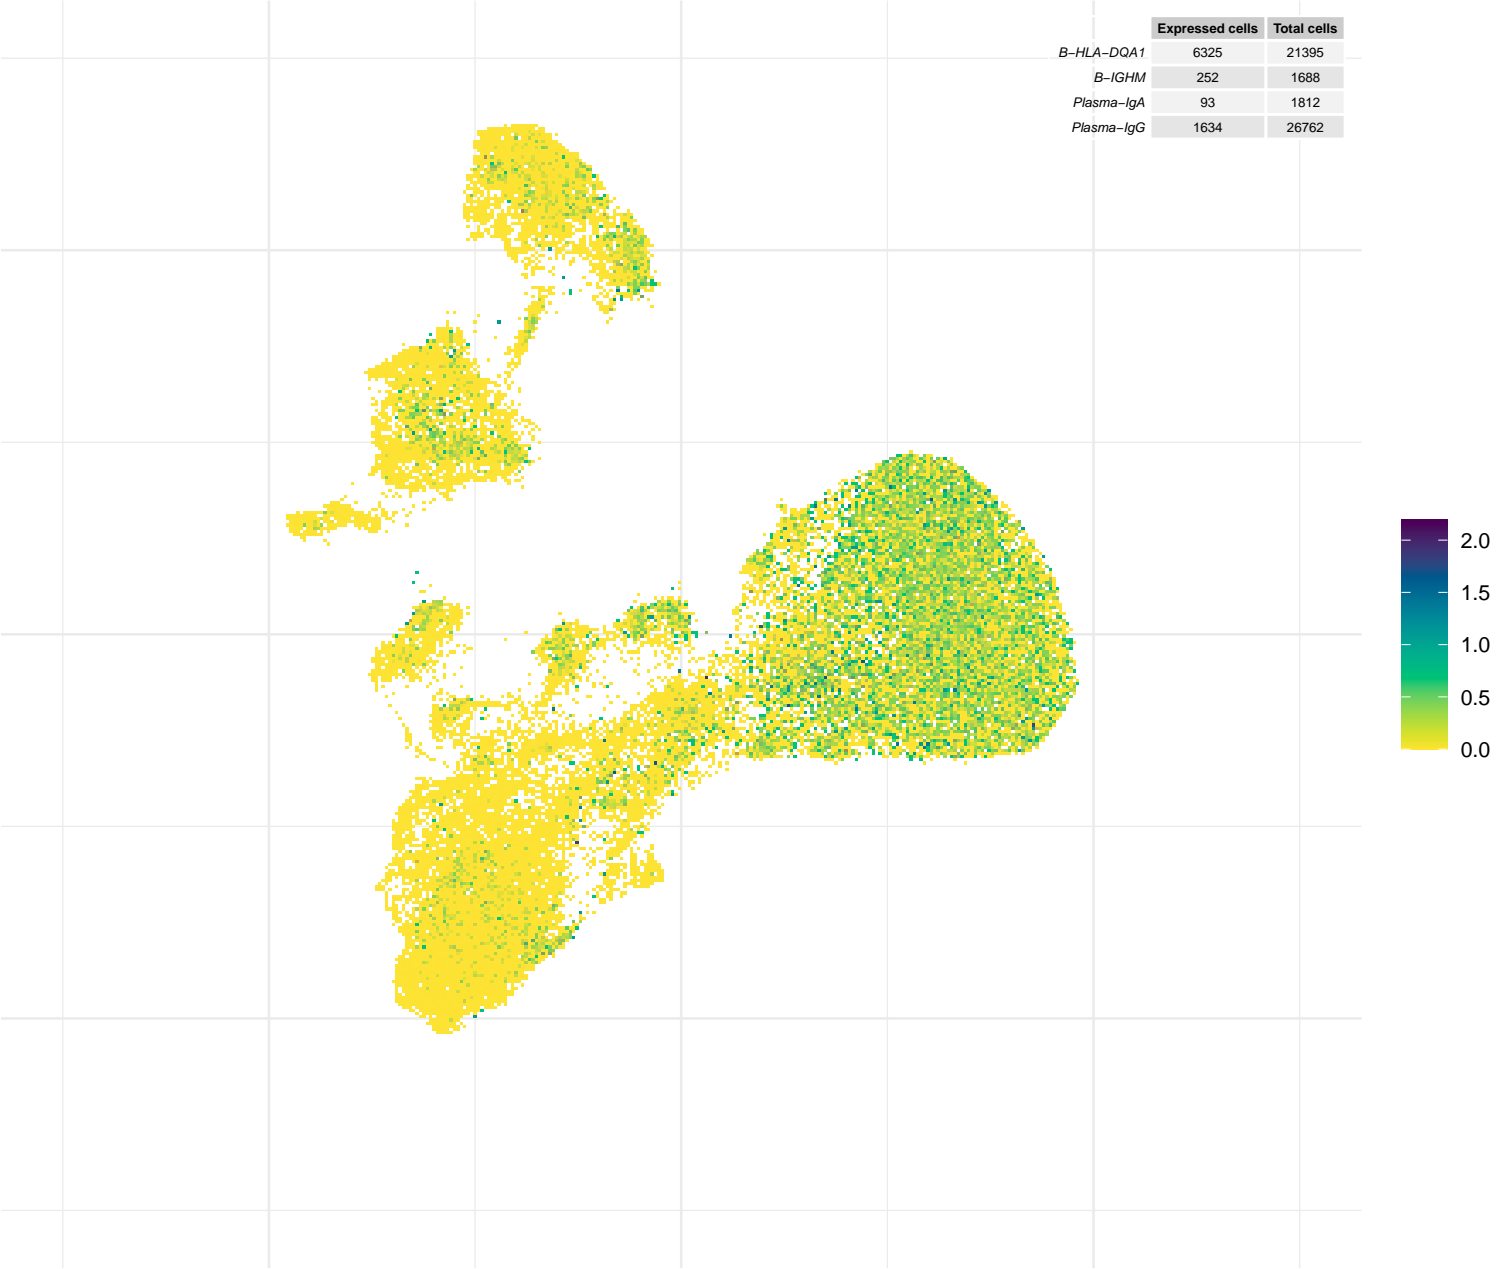 Expressed cells Total cells
B−HLA−DQA1 6325 21395
B−IGHM 252 1688
Plasma−IgA 93 1812
Plasma−IgG 1634 26762
2.0
1.5
1.0
0.5
0.0